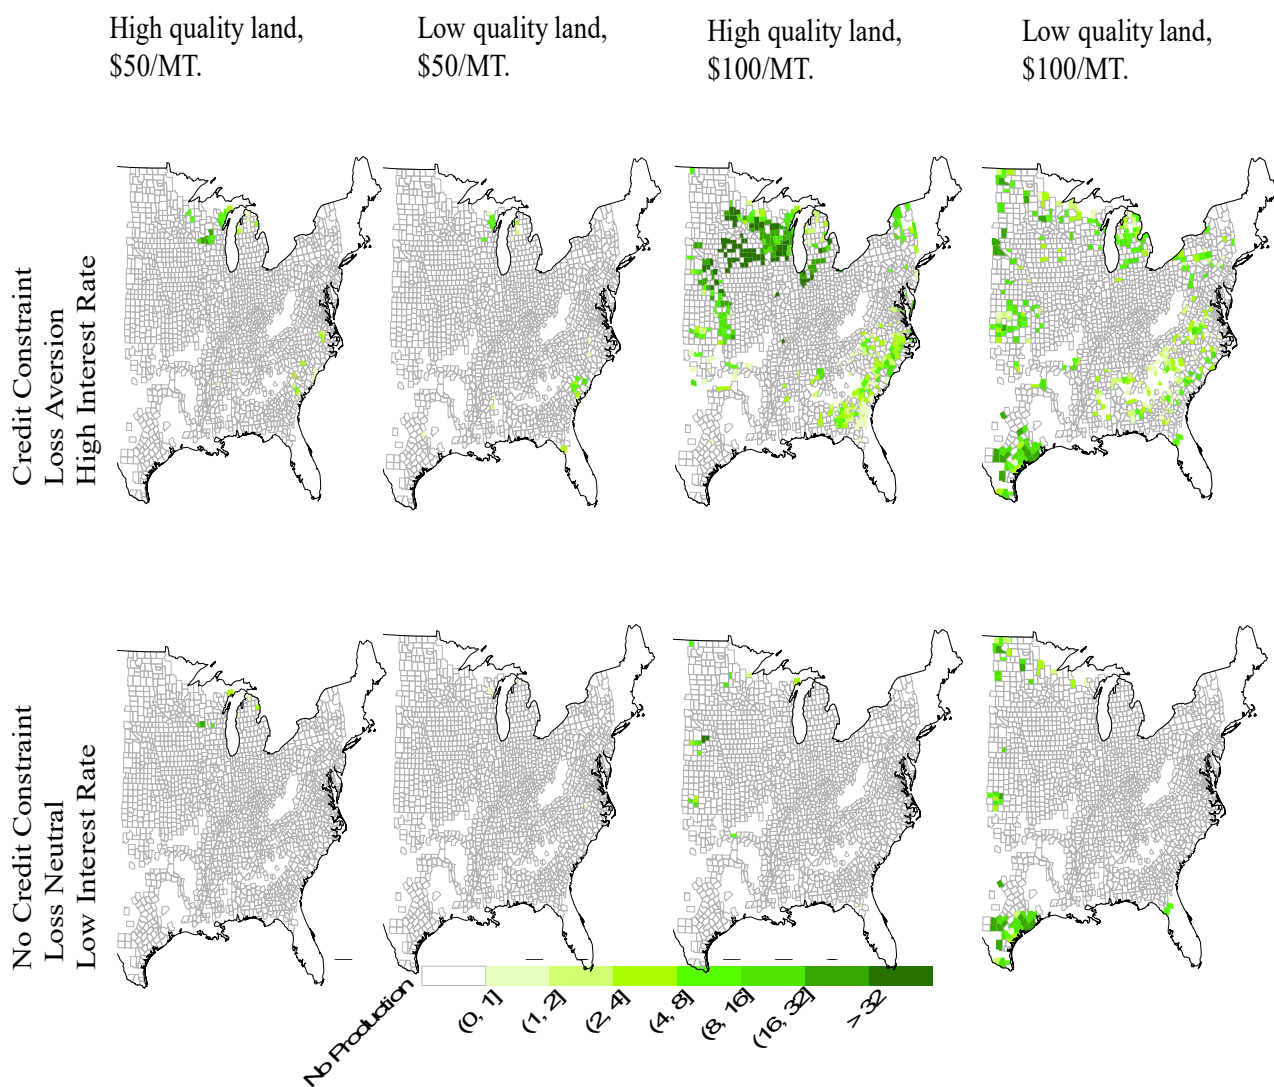 High quality land,
$50/MT.
Low quality land,
$50/MT.
High quality land,
$100/MT.
Low quality land,
$100/MT.
Credit Constraint
Loss Aversion
High Interest Rate
No Credit Constraint
Loss Neutral
Low Interest Rate
No Production
(0, 1]
(1, 2]
(2, 4]
(4, 8]
(8, 16]
(16, 32]
> 32